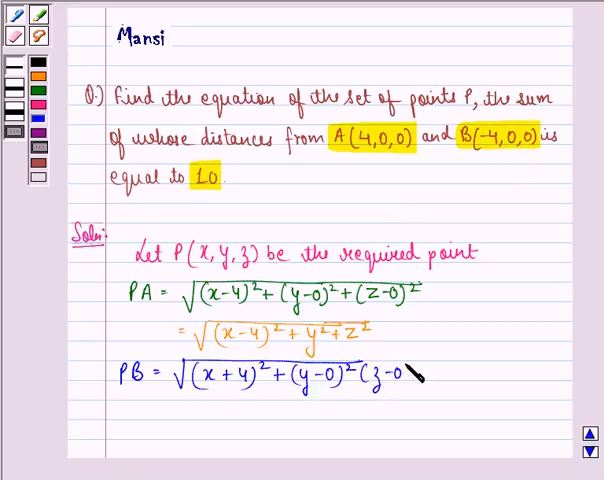 Mansi
Q.) Find the equation of the set of points P, the sum
of whose distances from A(4,0,0) and B(-4,0,0) is
equal to 10.
Soln:
Let P(x, y, z) be the required point
PA = √(x-4)² + (y-0)² + (z-0)²
= √(x-4)² + y² + z²
PB = √(x + 4)² + (y-0)² (z-0